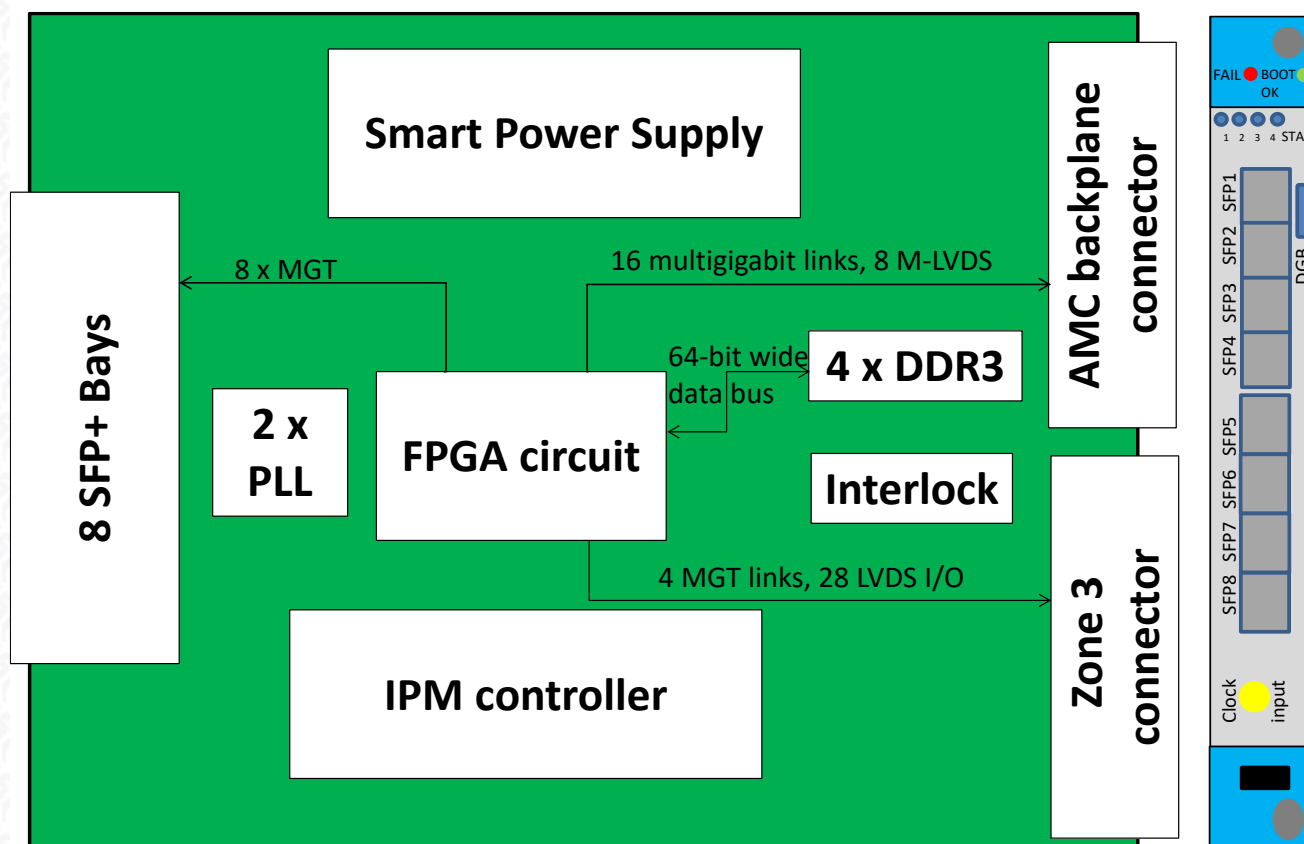 Smart Power Supply
AMC backplane
connector
8 SFP+ Bays
8 x MGT
16 multigigabit links, 8 M-LVDS
64-bit wide
data bus
4 x DDR3
2 x
PLL
FPGA circuit
Interlock
4 MGT links, 28 LVDS I/O
Zone 3
connector
IPM controller
FAIL
BOOT
OK
1 2 3 4 STA
SFP1
SFP2
SFP3
SFP4
DGB
SFP5
SFP6
SFP7
SFP8
Clock
input